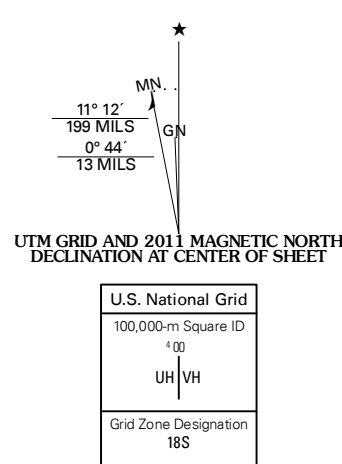 ★
MN
11° 12´
199 MILS
GN
0° 44´
13 MILS
UTM GRID AND 2011 MAGNETIC NORTH
DECLINATION AT CENTER OF SHEET
U.S. National Grid
100,000-m Square ID
⁴00
UH VH
Grid Zone Designation
18S